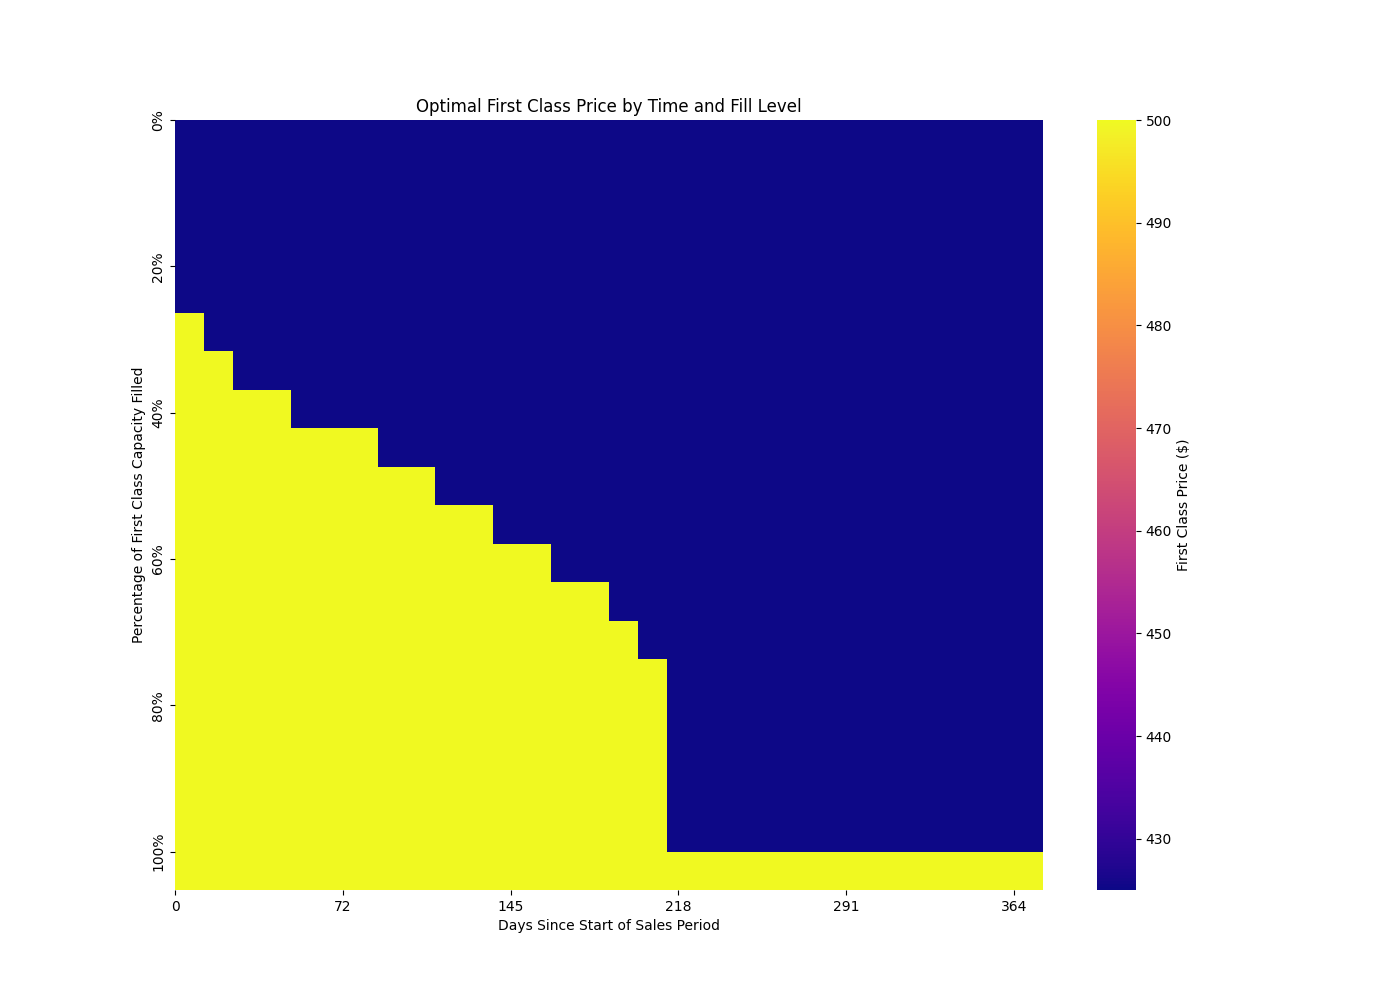 Optimal First Class Price by Time and Fill Level
Percentage of First Class Capacity Filled
0%
20%
40%
60%
80%
100%
0 72 145 218 291 364
Days Since Start of Sales Period
500
490
480
470
460
450
440
430
First Class Price ($)